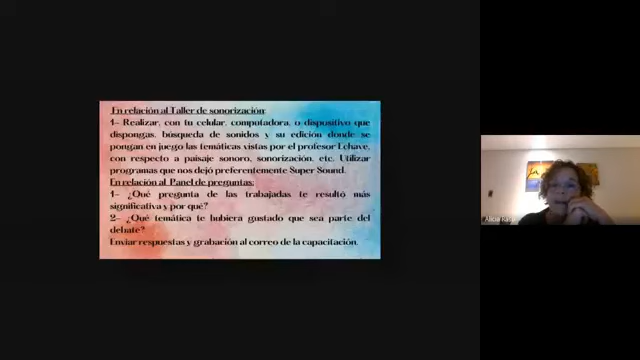 En relación al Taller de sonorización:
1- Realizar, con tu celular, computadora, o dispositivo que
dispongas, búsqueda de sonidos y su edición donde se
pongan en juego las temáticas vistas por el profesor Echave,
con respecto a paisaje sonoro, sonorización, etc. Utilizar
programas que nos dejó preferentemente Super Sound.
En relación al Panel de preguntas:
1- ¿Qué pregunta de las trabajadas te resultó más
significativa y por qué?
2- ¿Qué temática te hubiera gustado que sea parte del
debate?
Enviar respuestas y grabación al correo de la capacitación.
Alicia